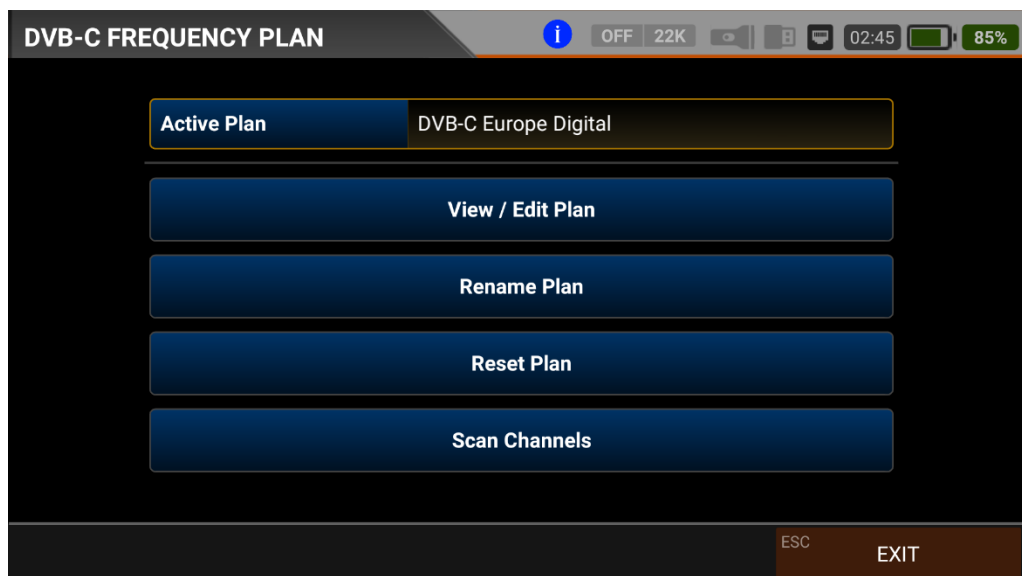 DVB-C FREQUENCY PLAN
i OFF 22K 02:45 85%
Active Plan DVB-C Europe Digital
View / Edit Plan
Rename Plan
Reset Plan
Scan Channels
ESC EXIT